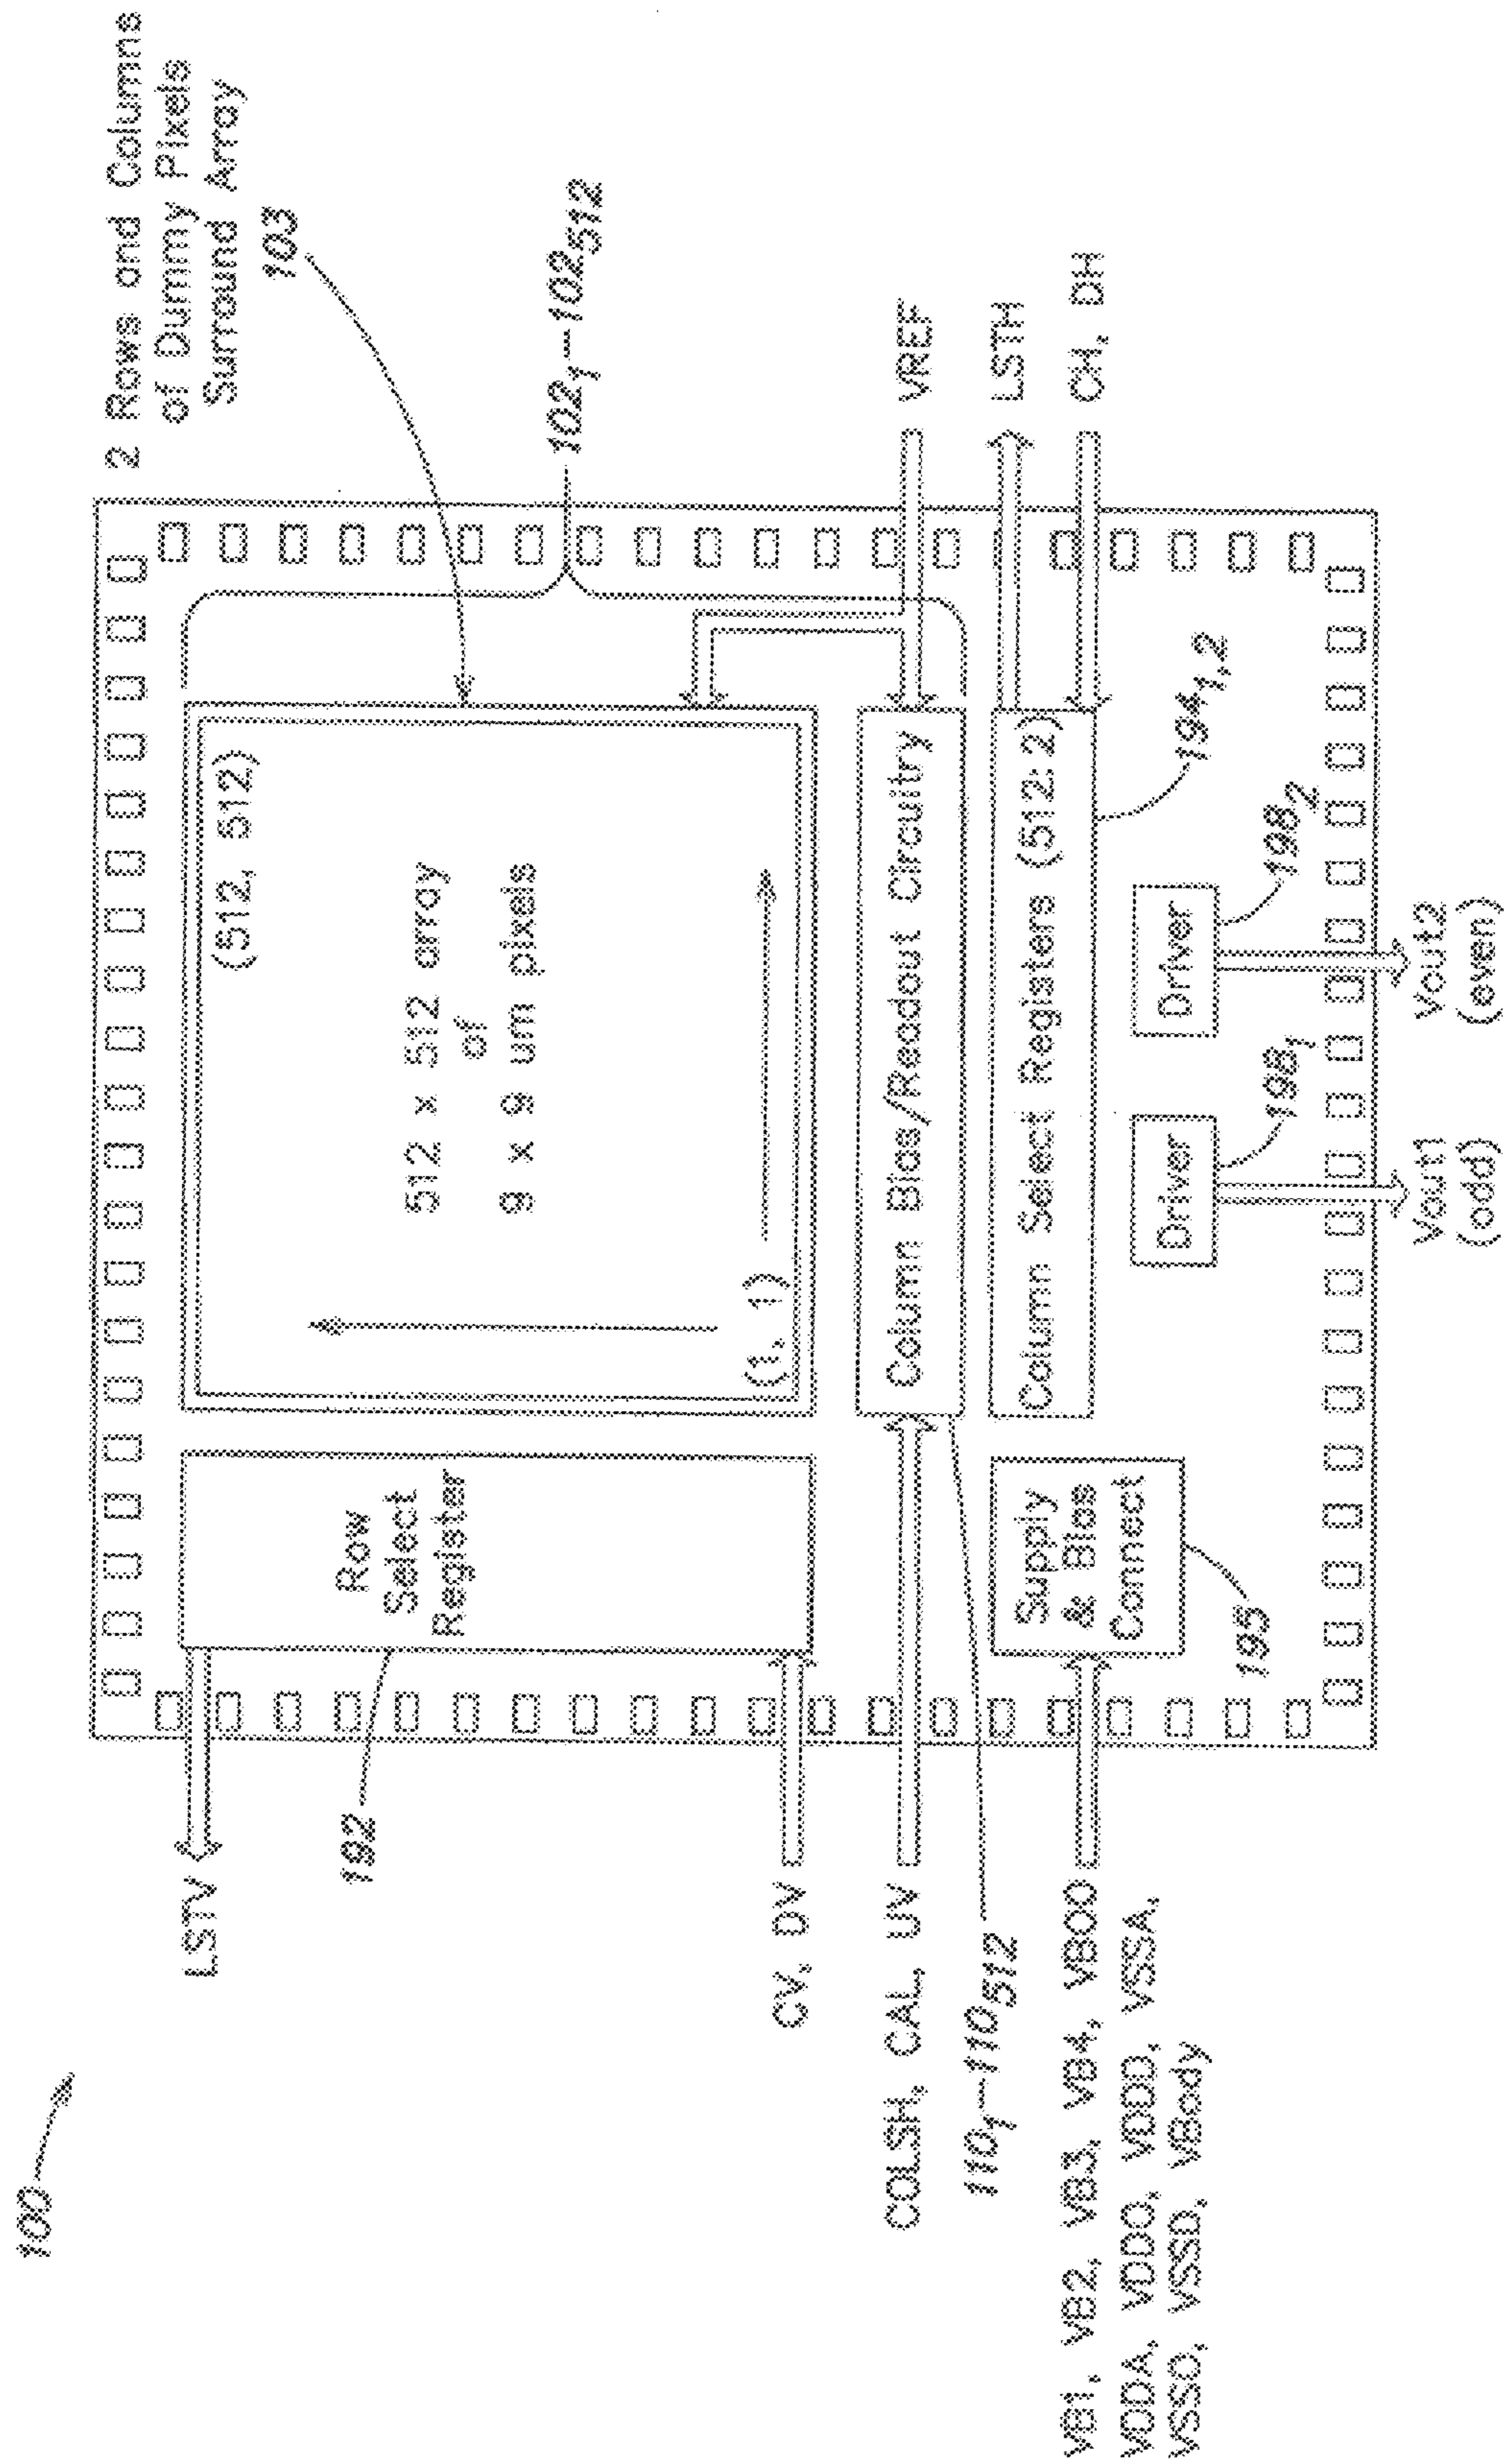 100
2 Rows and Columns
of Dummy Pixels
Surround Array
103
LSTV
192
Row
Select
Register
(512, 512)
512 x 512 array
of
9 x 9 um pixels
(1, 1)
102₁–102₅₁₂
CV, DV
COLSH, CAL, UV
110₁–110₅₁₂
Column Bias/Readout Circuitry
VREF
Column Select Registers (512:2)
LSTH
CH, DH
194₁,₂
VB1, VB2, VB3, VB4, VBO0
VDDA, VDDO, VDDD, VSSA,
VSSO, VSSD, VBody
Supply
& Bias
Connect
195
Driver
198₁
Driver
198₂
Vout1
(odd)
Vout2
(even)